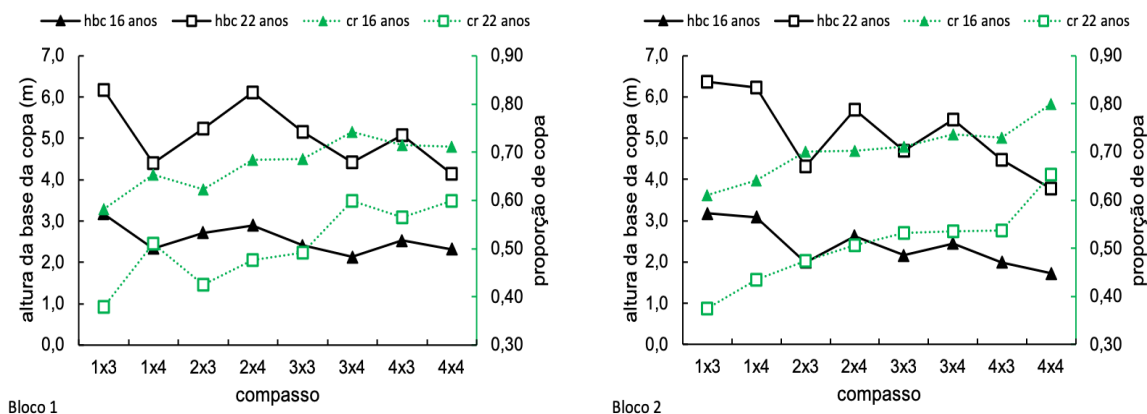 hbc 16 anos hbc 22 anos cr 16 anos cr 22 anos
altura da base da copa (m)
7,0
6,0
5,0
4,0
3,0
2,0
1,0
0,0
0,90
0,80
0,70
0,60
0,50
0,40
0,30
proporção de copa
1x3 1x4 2x3 2x4 3x3 3x4 4x3 4x4
compasso
Bloco 1
hbc 16 anos hbc 22 anos cr 16 anos cr 22 anos
altura da base da copa (m)
7,0
6,0
5,0
4,0
3,0
2,0
1,0
0,0
0,90
0,80
0,70
0,60
0,50
0,40
0,30
proporção de copa
1x3 1x4 2x3 2x4 3x3 3x4 4x3 4x4
compasso
Bloco 2